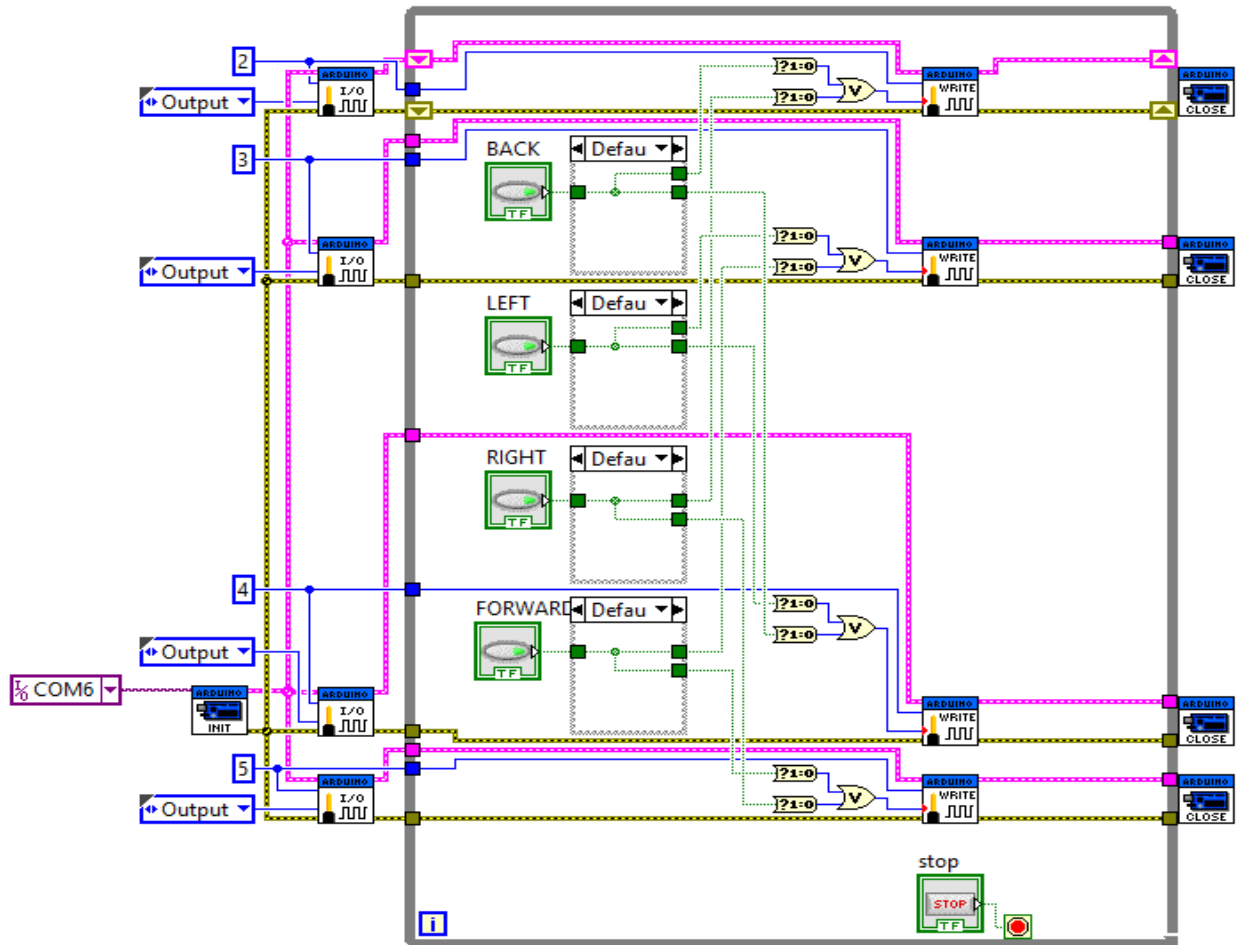 2
ARDUINO
I/O
ARDUINO
WRITE
ARDUINO
CLOSE
Output
?1:0
?1:0
V
3
BACK
Defau
TF
ARDUINO
I/O
Output
?1:0
?1:0
V
ARDUINO
WRITE
ARDUINO
CLOSE
LEFT
Defau
TF
RIGHT
Defau
TF
4
FORWARD
Defau
TF
?1:0
?1:0
V
Output
I/O COM6
ARDUINO
INIT
ARDUINO
I/O
ARDUINO
WRITE
ARDUINO
CLOSE
5
Output
ARDUINO
I/O
?1:0
?1:0
V
ARDUINO
WRITE
ARDUINO
CLOSE
stop
STOP
TF
i